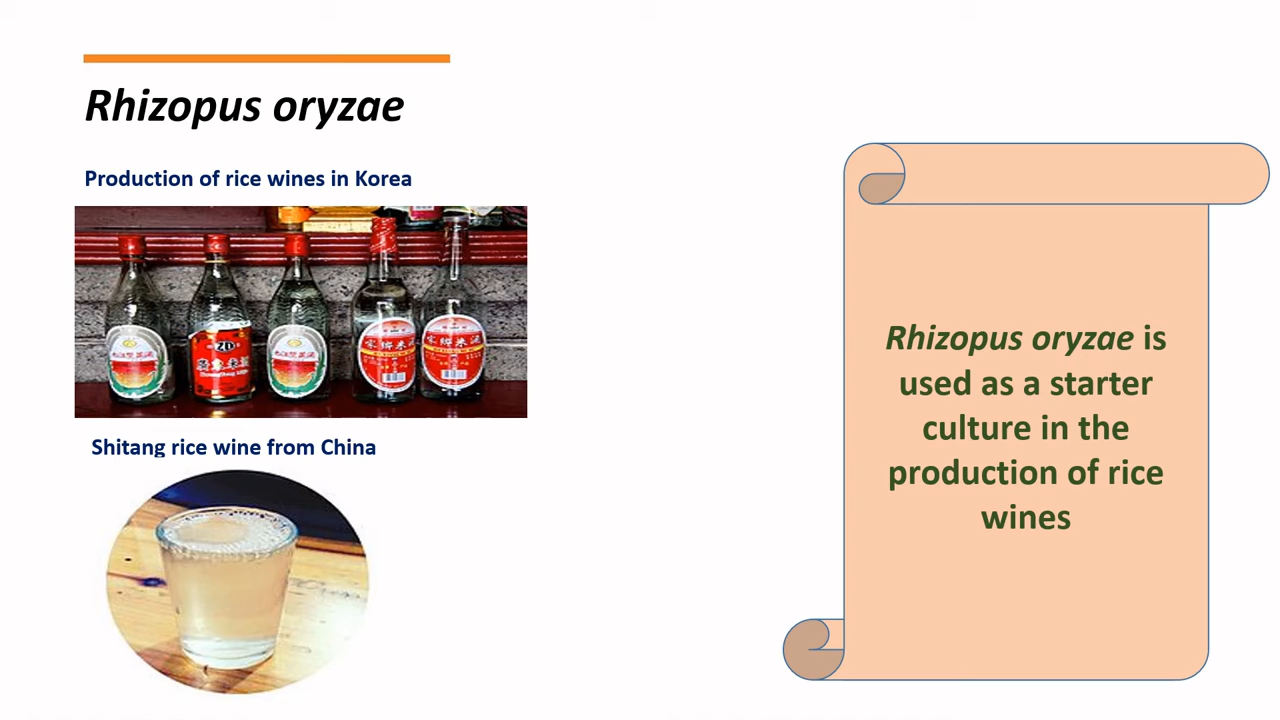 Rhizopus oryzae
Production of rice wines in Korea
ZD
Shitang rice wine from China
Rhizopus oryzae is
used as a starter
culture in the
production of rice
wines